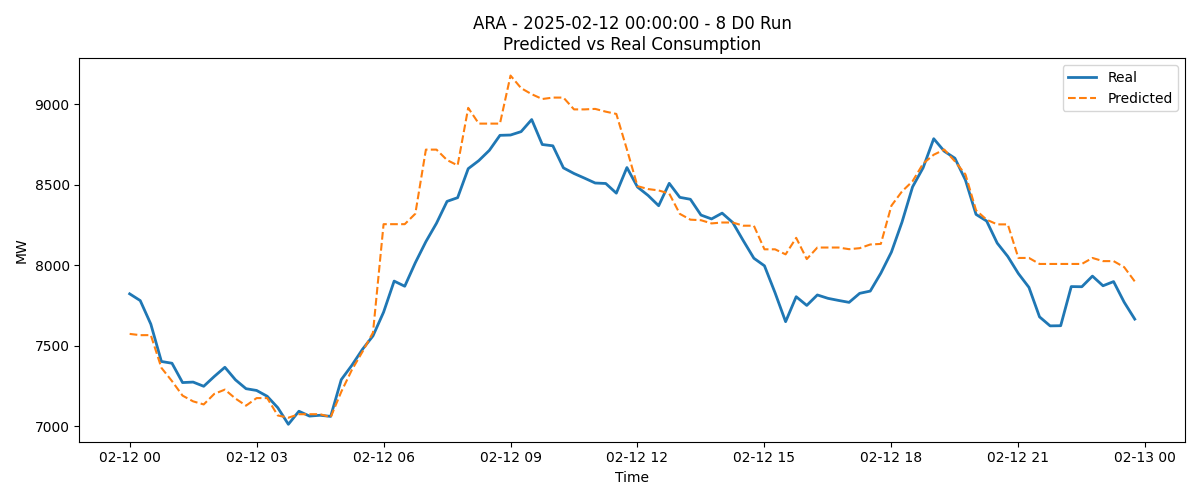 ARA - 2025-02-12 00:00:00 - 8 D0 Run
Predicted vs Real Consumption
Real
Predicted
MW
9000
8500
8000
7500
7000
02-12 00
02-12 03
02-12 06
02-12 09
02-12 12
02-12 15
02-12 18
02-12 21
02-13 00
Time